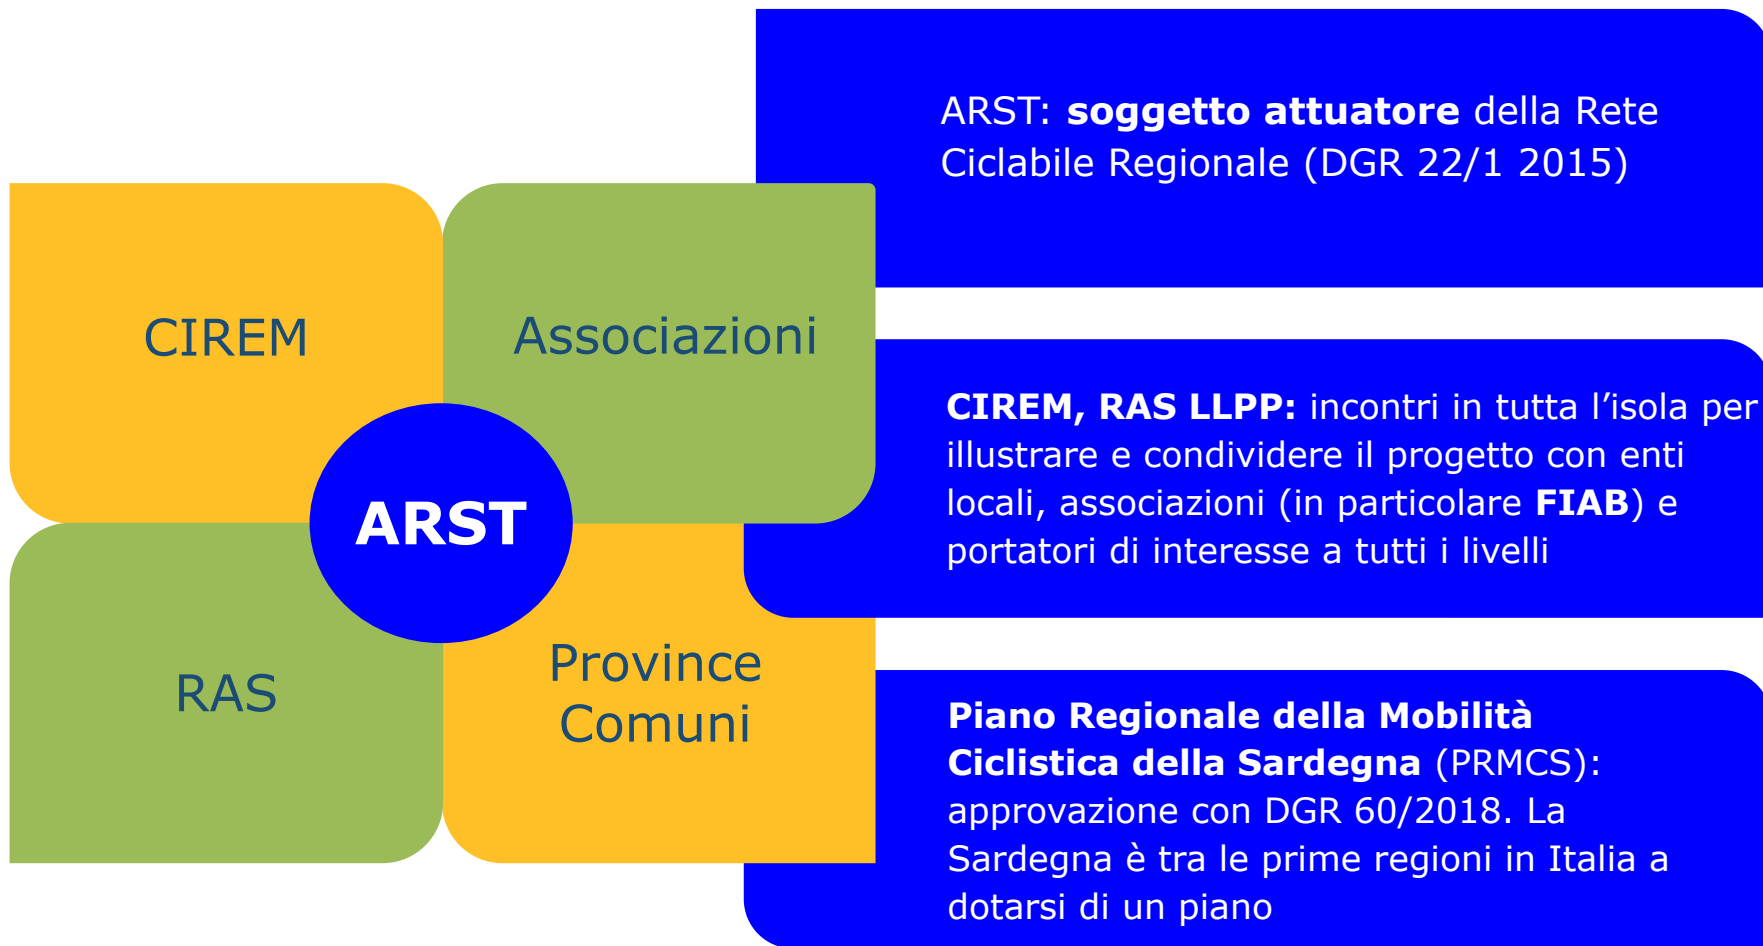 CIREM
Associazioni
ARST
RAS
Province
Comuni
ARST: soggetto attuatore della Rete
Ciclabile Regionale (DGR 22/1 2015)
CIREM, RAS LLPP: incontri in tutta l’isola per
illustrare e condividere il progetto con enti
locali, associazioni (in particolare FIAB) e
portatori di interesse a tutti i livelli
Piano Regionale della Mobilità
Ciclistica della Sardegna (PRMCS):
approvazione con DGR 60/2018. La
Sardegna è tra le prime regioni in Italia a
dotarsi di un piano